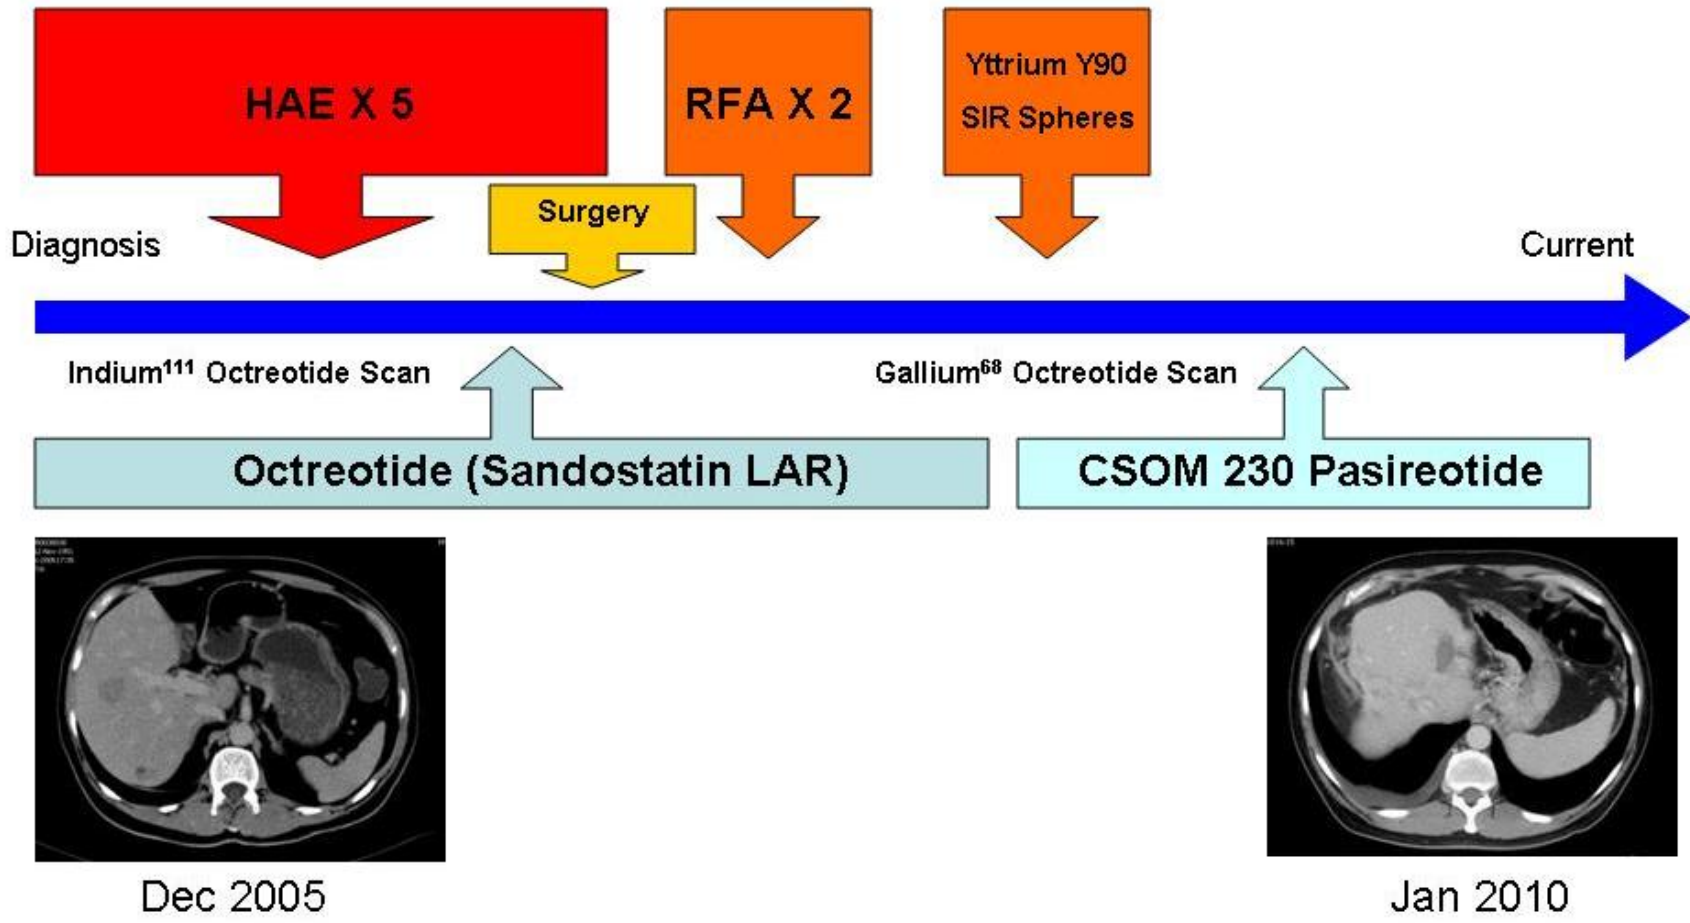 HAE X 5
RFA X 2
Yttrium Y90
SIR Spheres
Surgery
Diagnosis
Current
Indium¹¹¹ Octreotide Scan
Gallium⁶⁸ Octreotide Scan
Octreotide (Sandostatin LAR)
CSOM 230 Pasireotide
Dec 2005
Jan 2010